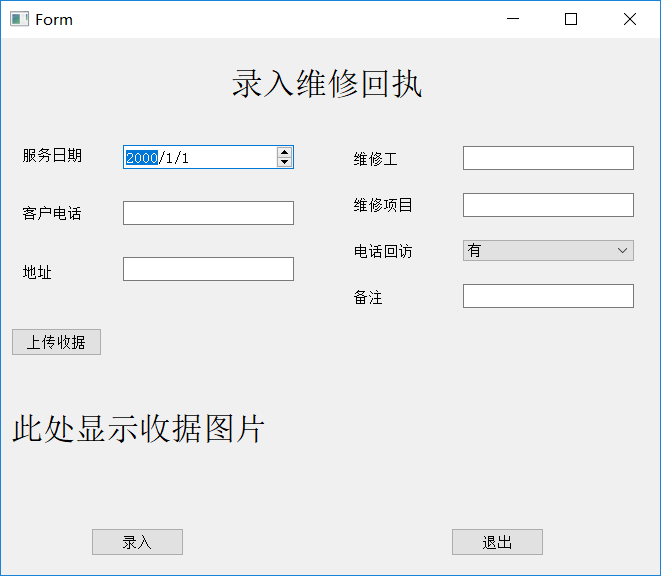 Form
录入维修回执
服务日期 2000/1/1
维修工
客户电话
维修项目
地址
电话回访 有
备注
上传收据
此处显示收据图片
录入 退出